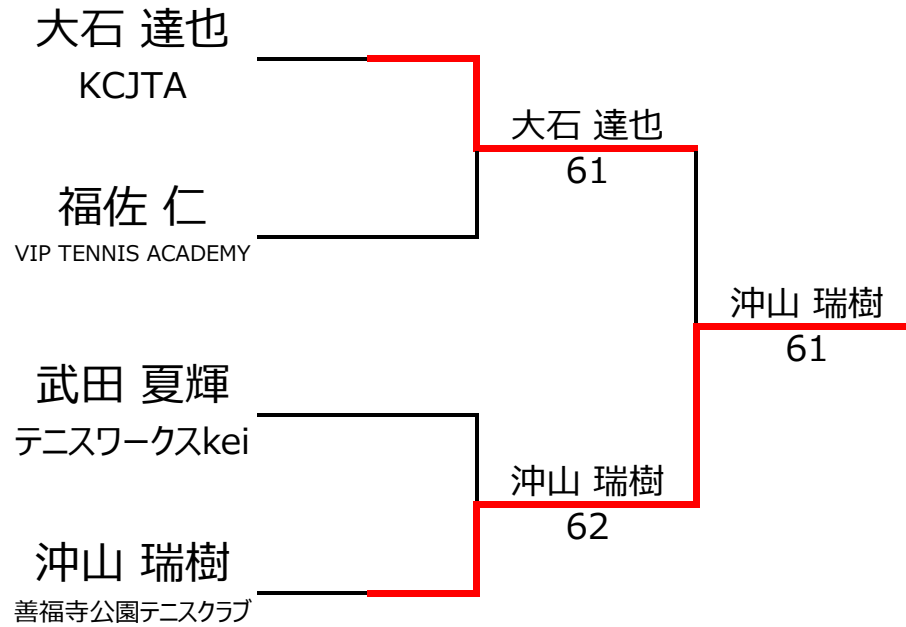 大石 達也
KCJTA
大石 達也
61
福佐 仁
VIP TENNIS ACADEMY
沖山 瑞樹
61
武田 夏輝
テニスワークスkei
沖山 瑞樹
62
沖山 瑞樹
善福寺公園テニスクラブ